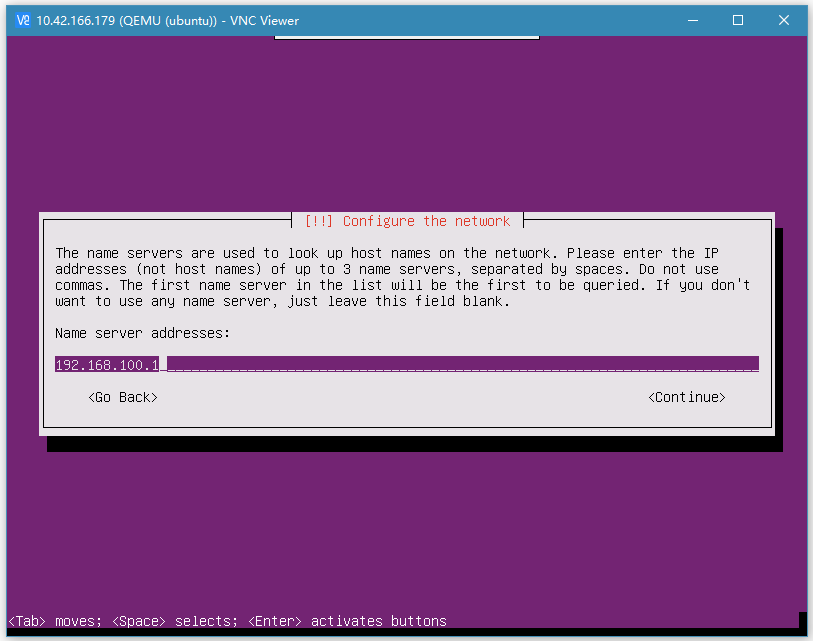 10.42.166.179 (QEMU (ubuntu)) - VNC Viewer
[!!] Configure the network
The name servers are used to look up host names on the network. Please enter the IP
addresses (not host names) of up to 3 name servers, separated by spaces. Do not use
commas. The first name server in the list will be the first to be queried. If you don't
want to use any name server, just leave this field blank.
Name server addresses:
192.168.100.1
<Go Back> <Continue>
<Tab> moves; <Space> selects; <Enter> activates buttons